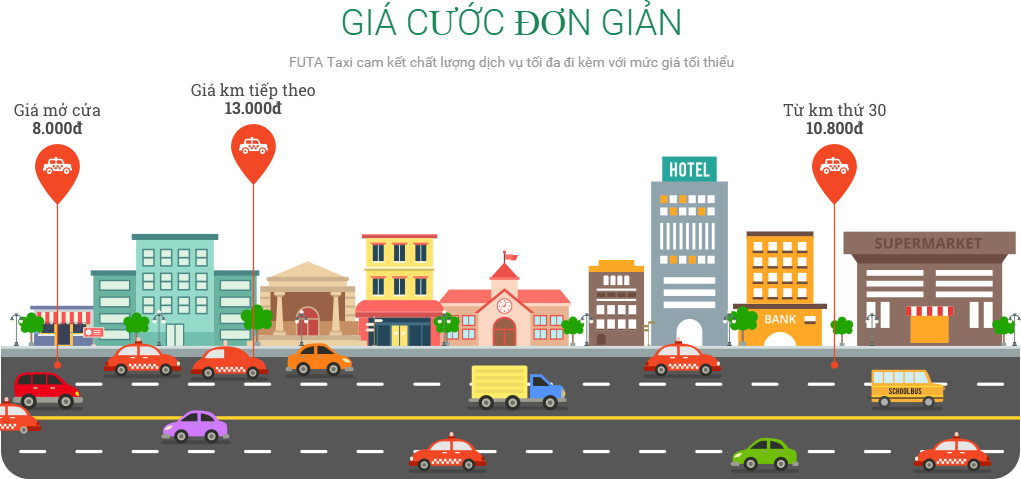 GIÁ CƯỚC ĐƠN GIẢN
FUTA Taxi cam kết chất lượng dịch vụ tối đa đi kèm với mức giá tối thiểu
Giá mở cửa
8.000đ
Giá km tiếp theo
13.000đ
Từ km thứ 30
10.800đ
HOTEL
SUPERMARKET
BANK
SCHOOL BUS